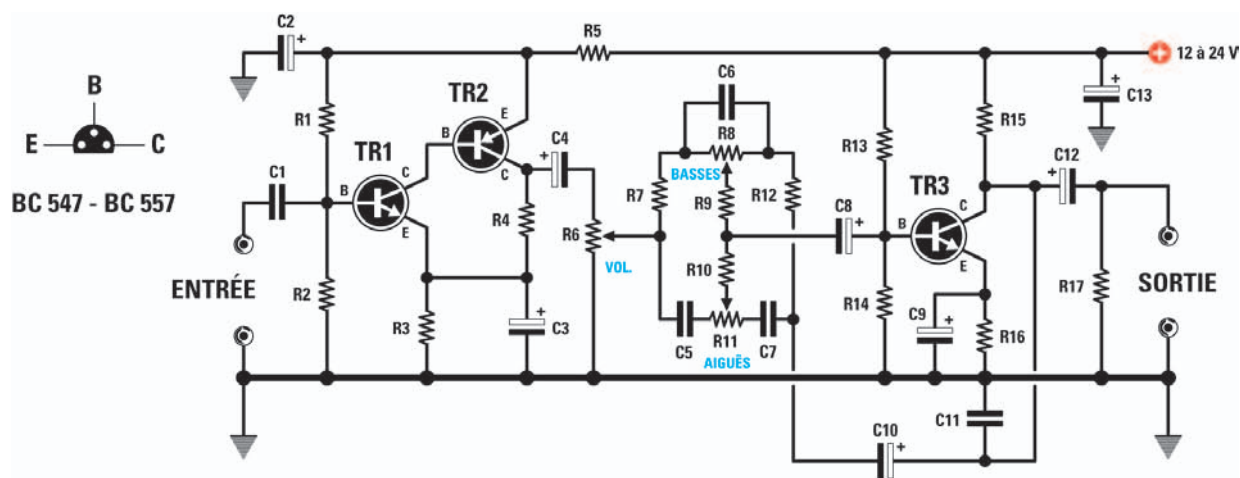 C2
+
R5
+
12 à 24 V
B
E
C
BC 547 - BC 557
R1
TR1
TR2
E
B
C
C4
+
C6
R8
BASSES
R13
R15
C13
+
C1
B
C
E
R4
R6
VOL.
R7
R9
R12
C8
+
TR3
B
C
E
C12
+
ENTRÉE
R2
R3
C3
+
R10
C5
R11
C7
AIGUÊS
R14
C9
+
R16
R17
SORTIE
C10
+
C11